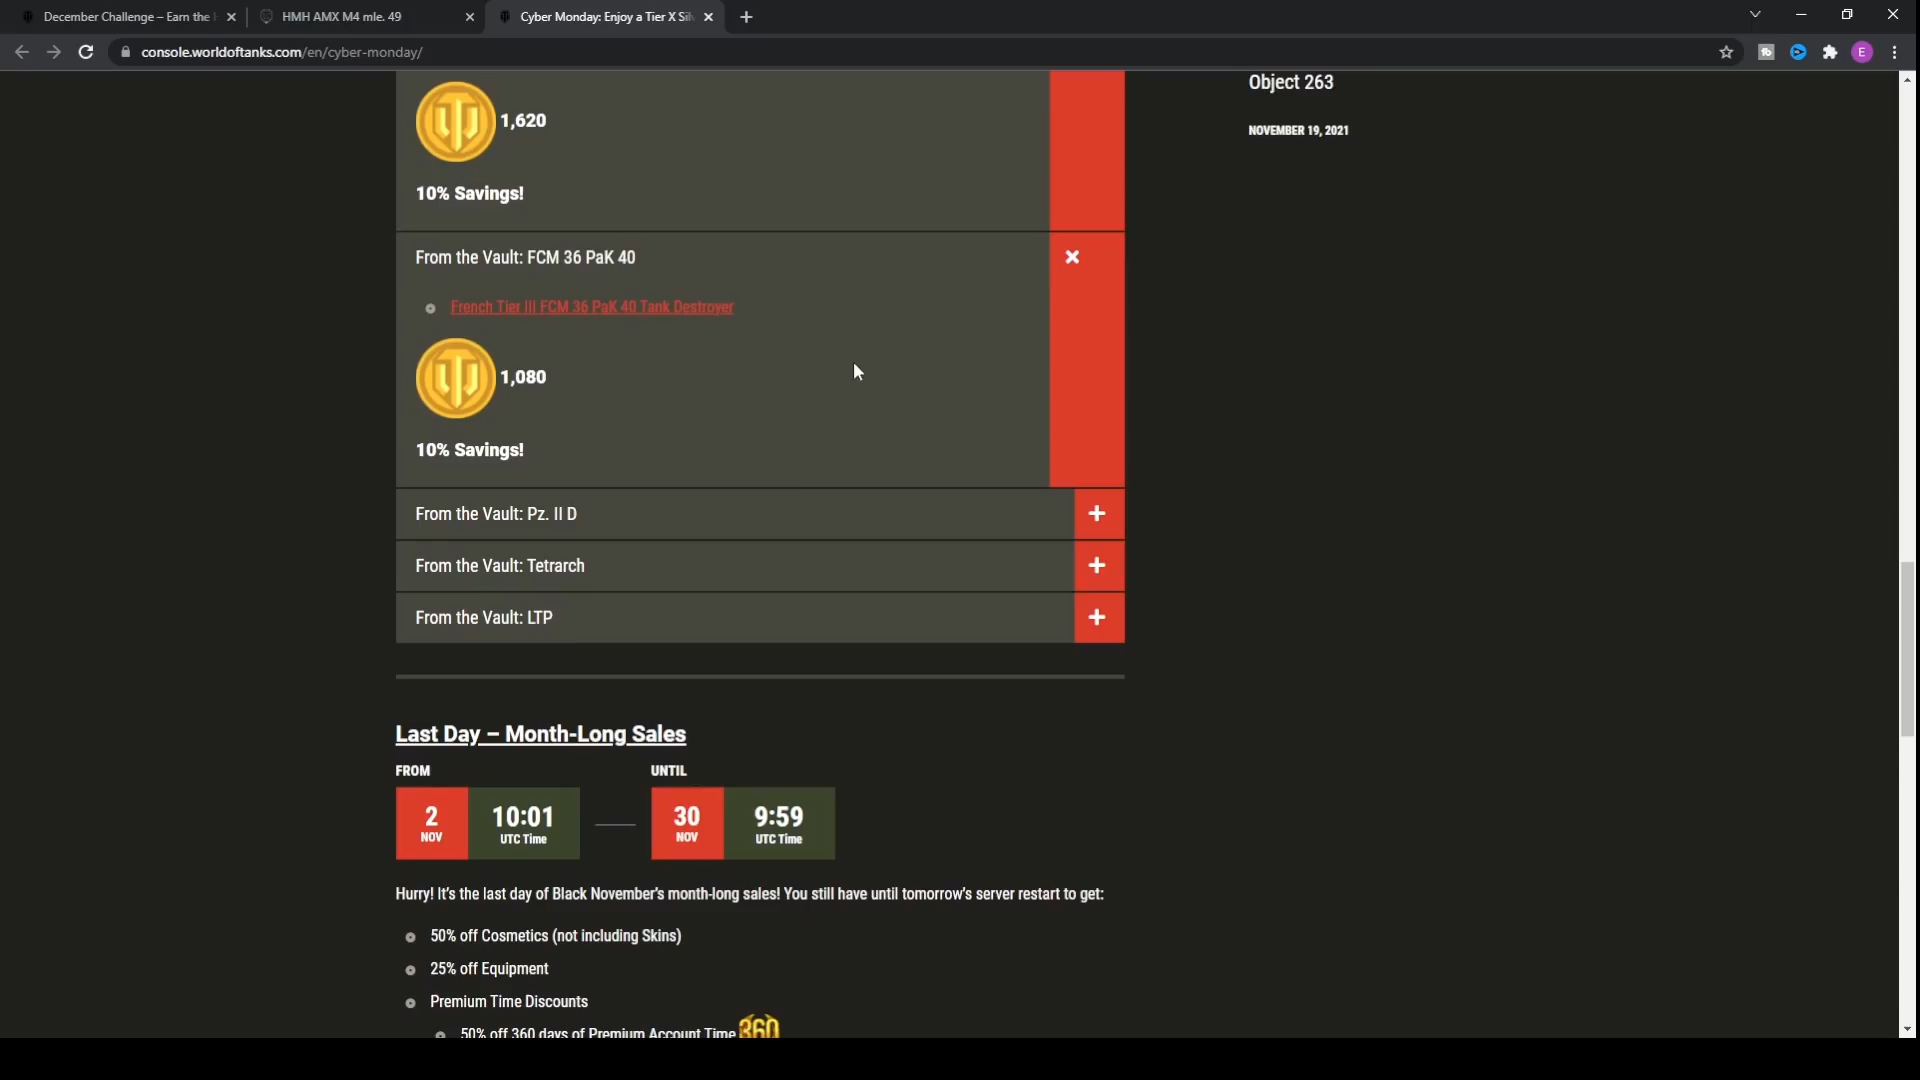 December Challenge – Earn the
HMH AMX M4 mle. 49
Cyber Monday: Enjoy a Tier X Sil
console.worldoftanks.com/en/cyber-monday/
E
Object 263
NOVEMBER 19, 2021
1,620
10% Savings!
From the Vault: FCM 36 PaK 40
French Tier III FCM 36 PaK 40 Tank Destroyer
1,080
10% Savings!
From the Vault: Pz. II D
From the Vault: Tetrarch
From the Vault: LTP
Last Day – Month-Long Sales
FROM
UNTIL
2 NOV
10:01 UTC Time
30 NOV
9:59 UTC Time
Hurry! It's the last day of Black November's month-long sales! You still have until tomorrow's server restart to get:
50% off Cosmetics (not including Skins)
25% off Equipment
Premium Time Discounts
50% off 360 days of Premium Account Time 360